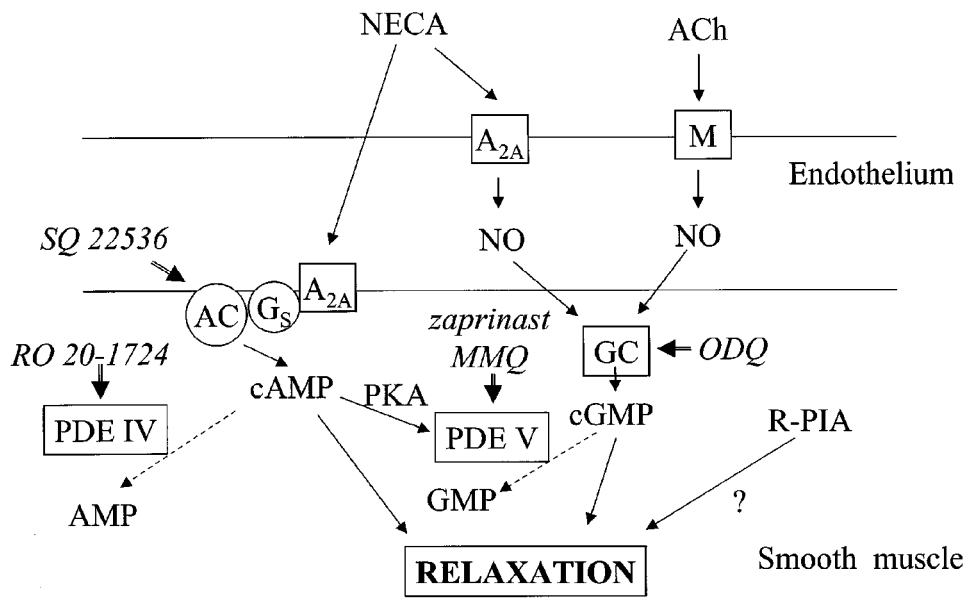 NECA
ACh
A2A
M
Endothelium
NO
NO
SQ 22536
AC
GS
A2A
zaprinast
MMQ
GC
ODQ
RO 20-1724
cAMP
PKA
cGMP
R-PIA
PDE IV
PDE V
AMP
GMP
?
RELAXATION
Smooth muscle